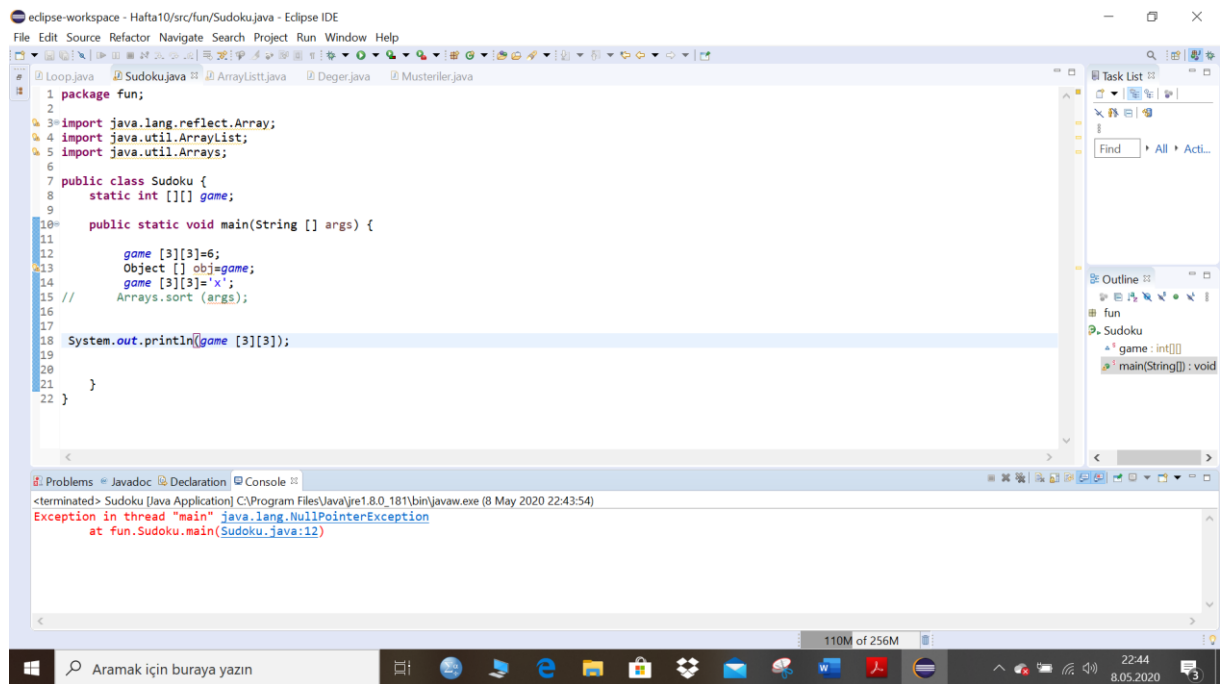 eclipse-workspace - Hafta10/src/fun/Sudoku.java - Eclipse IDE
File Edit Source Refactor Navigate Search Project Run Window Help
Loop.java Sudoku.java ArrayListt.java Deger.java Musteriler.java
1 package fun;
2
3 import java.lang.reflect.Array;
4 import java.util.ArrayList;
5 import java.util.Arrays;
6
7 public class Sudoku {
8 static int [][] game;
9
10 public static void main(String [] args) {
11
12 game [3][3]=6;
13 Object [] obj=game;
14 game [3][3]='x';
15 // Arrays.sort (args);
16
17
18 System.out.println(game [3][3]);
19
20
21 }
22 }
Task List
Find All Acti...
Outline
fun
Sudoku
game : int[][]
main(String[]) : void
Problems Javadoc Declaration Console
<terminated> Sudoku [Java Application] C:\Program Files\Java\jre1.8.0_181\bin\javaw.exe (8 May 2020 22:43:54)
Exception in thread "main" java.lang.NullPointerException
at fun.Sudoku.main(Sudoku.java:12)
110M of 256M
Aramak için buraya yazın
22:44
8.05.2020
3